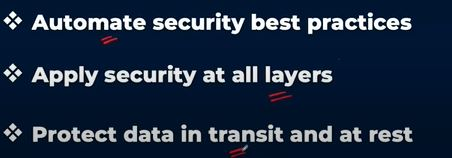 ❖ Automate security best practices
❖ Apply security at all layers
❖ Protect data in transit and at rest